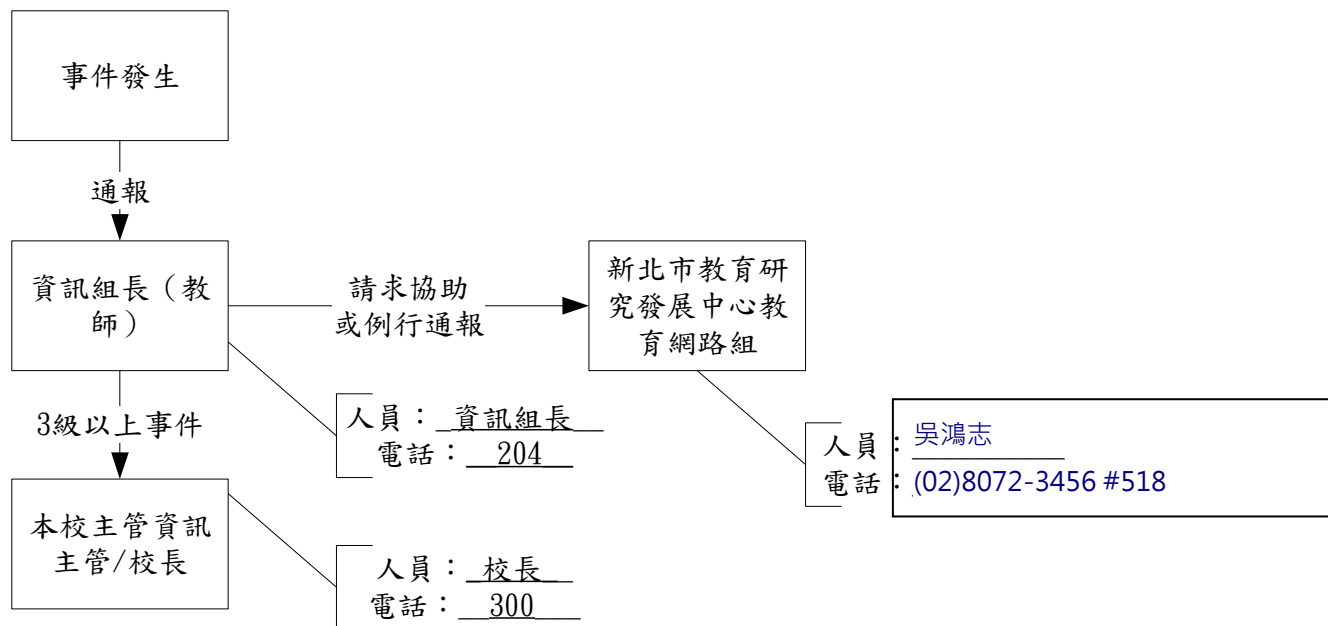 事件發生
通報
資訊組長（教
師）
請求協助
或例行通報
新北市教育研
究發展中心教
育網路組
人員：資訊組長
電話：204
人員：吳鴻志
電話：(02)8072-3456 #518
3級以上事件
本校主管資訊
主管/校長
人員：校長
電話：300